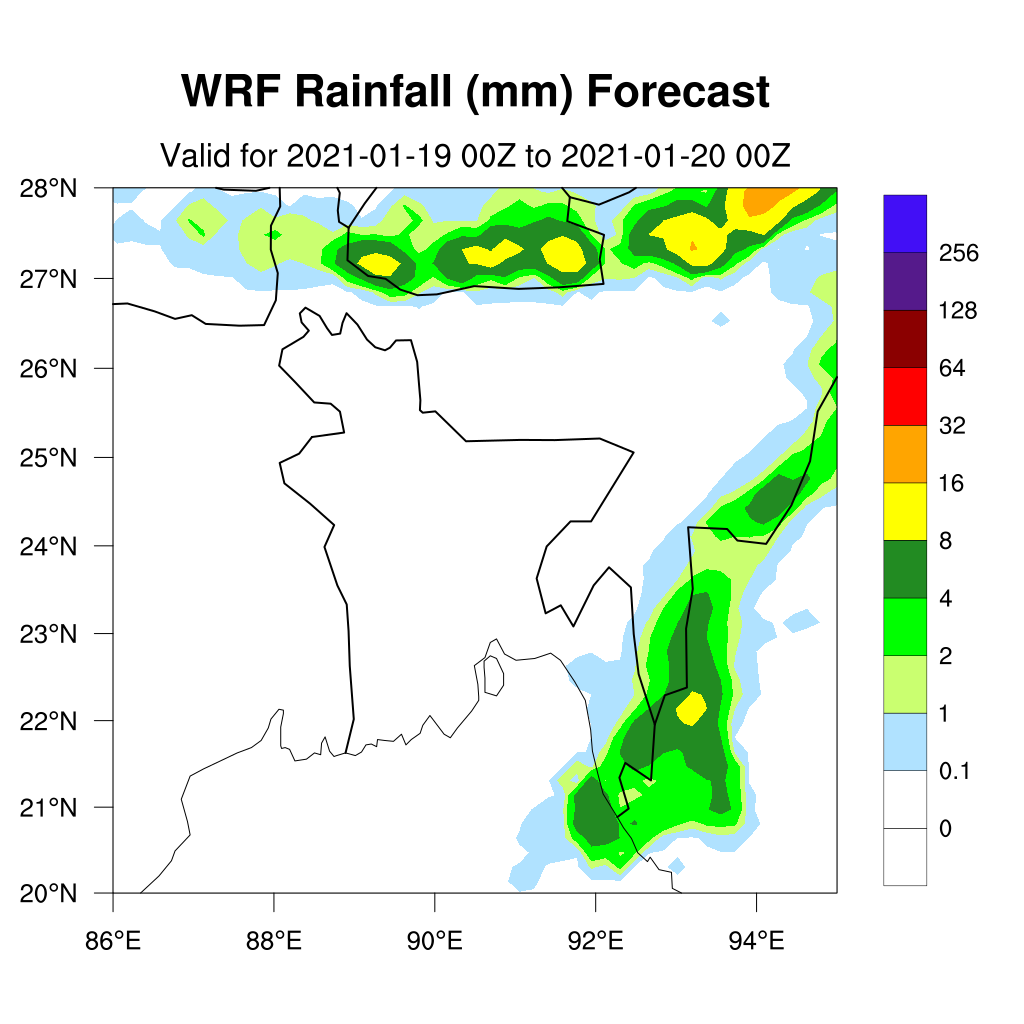 WRF Rainfall (mm) Forecast
Valid for 2021-01-19 00Z to 2021-01-20 00Z
28°N
27°N
26°N
25°N
24°N
23°N
22°N
21°N
20°N
86°E 88°E 90°E 92°E 94°E
256
128
64
32
16
8
4
2
1
0.1
0